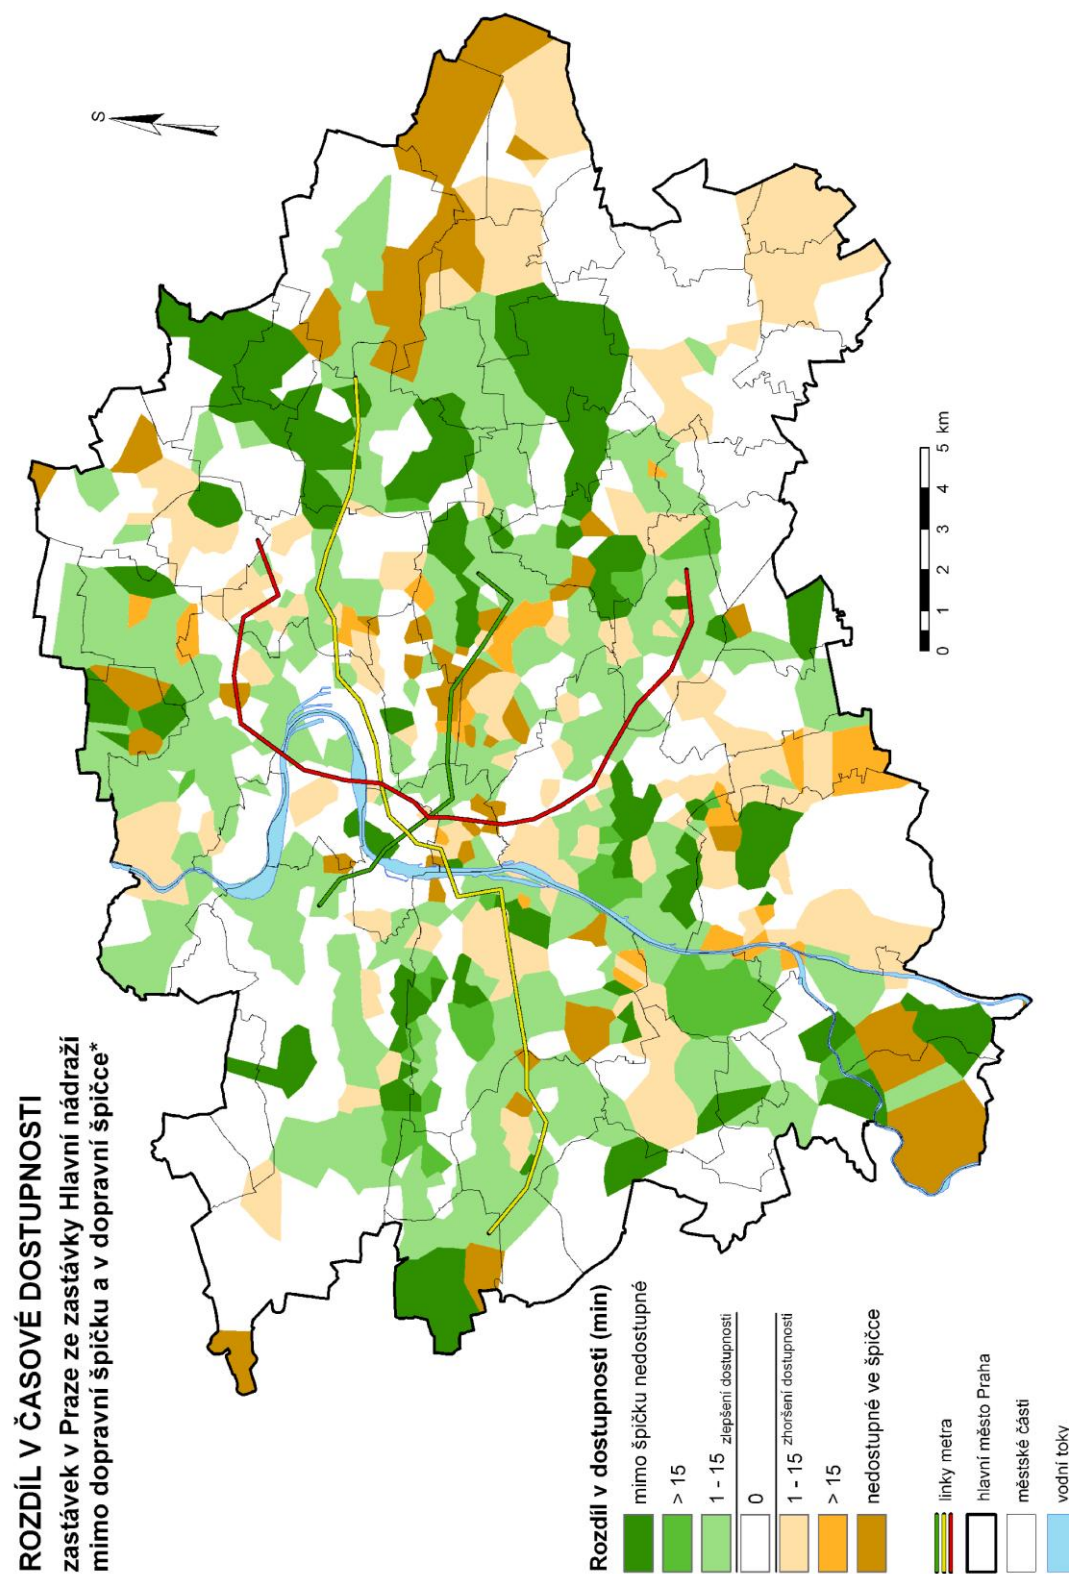 ROZDÍL V ČASOVÉ DOSTUPNOSTI
zastávek v Praze ze zastávky Hlavní nádraží
mimo dopravní špičku a v dopravní špičce*
S
Rozdíl v dostupnosti (min)
mimo špičku nedostupné
> 15
1 - 15 zlepšení dostupnosti
0
1 - 15 zhoršení dostupnosti
> 15
nedostupné ve špičce
linky metra
hlavní město Praha
městské části
vodní toky
0 1 2 3 4 5 km